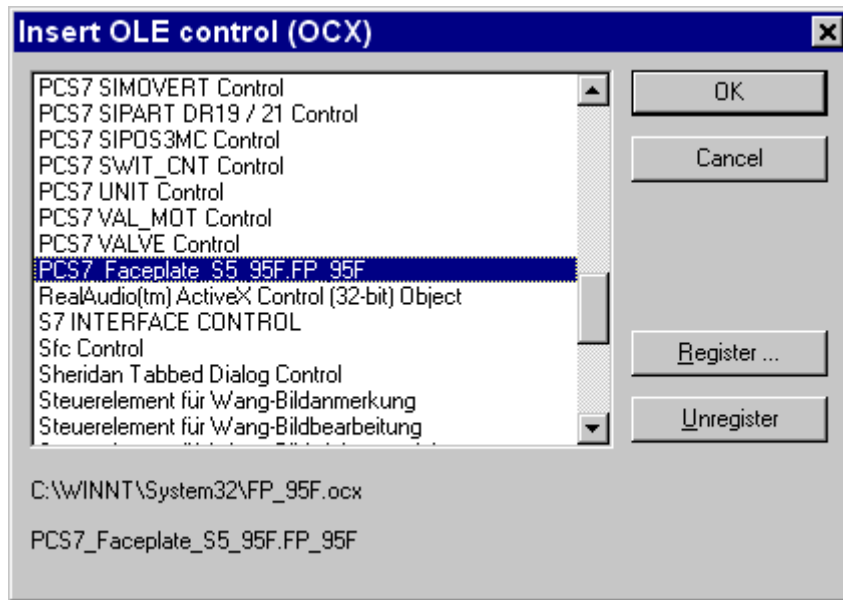 Insert OLE control (OCX)
PCS7 SIMOVERT Control
PCS7 SIPART DR19 / 21 Control
PCS7 SIPOS3MC Control
PCS7 SWIT_CNT Control
PCS7 UNIT Control
PCS7 VAL_MOT Control
PCS7 VALVE Control
PCS7_Faceplate_S5_95F.FP_95F
RealAudio(tm) ActiveX Control (32-bit) Object
S7 INTERFACE CONTROL
Sfc Control
Sheridan Tabbed Dialog Control
Steuerelement für Wang-Bildanmerkung
Steuerelement für Wang-Bildbearbeitung
OK
Cancel
Register ...
Unregister
C:\WINNT\System32\FP_95F.ocx
PCS7_Faceplate_S5_95F.FP_95F